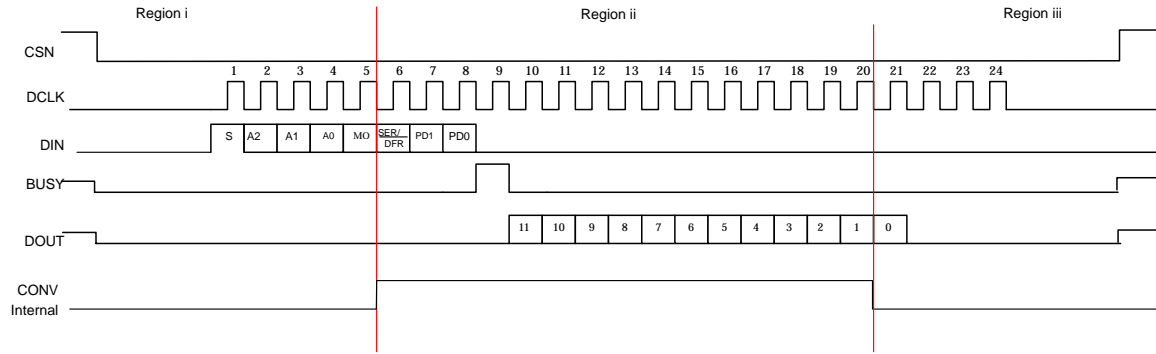 Region i Region ii Region iii
CSN
1 2 3 4 5 6 7 8 9 10 11 12 13 14 15 16 17 18 19 20 21 22 23 24
DCLK
S A2 A1 A0 MO SER/ PD1 PD0
DFR
DIN
BUSY
11 10 9 8 7 6 5 4 3 2 1 0
DOUT
CONV
Internal